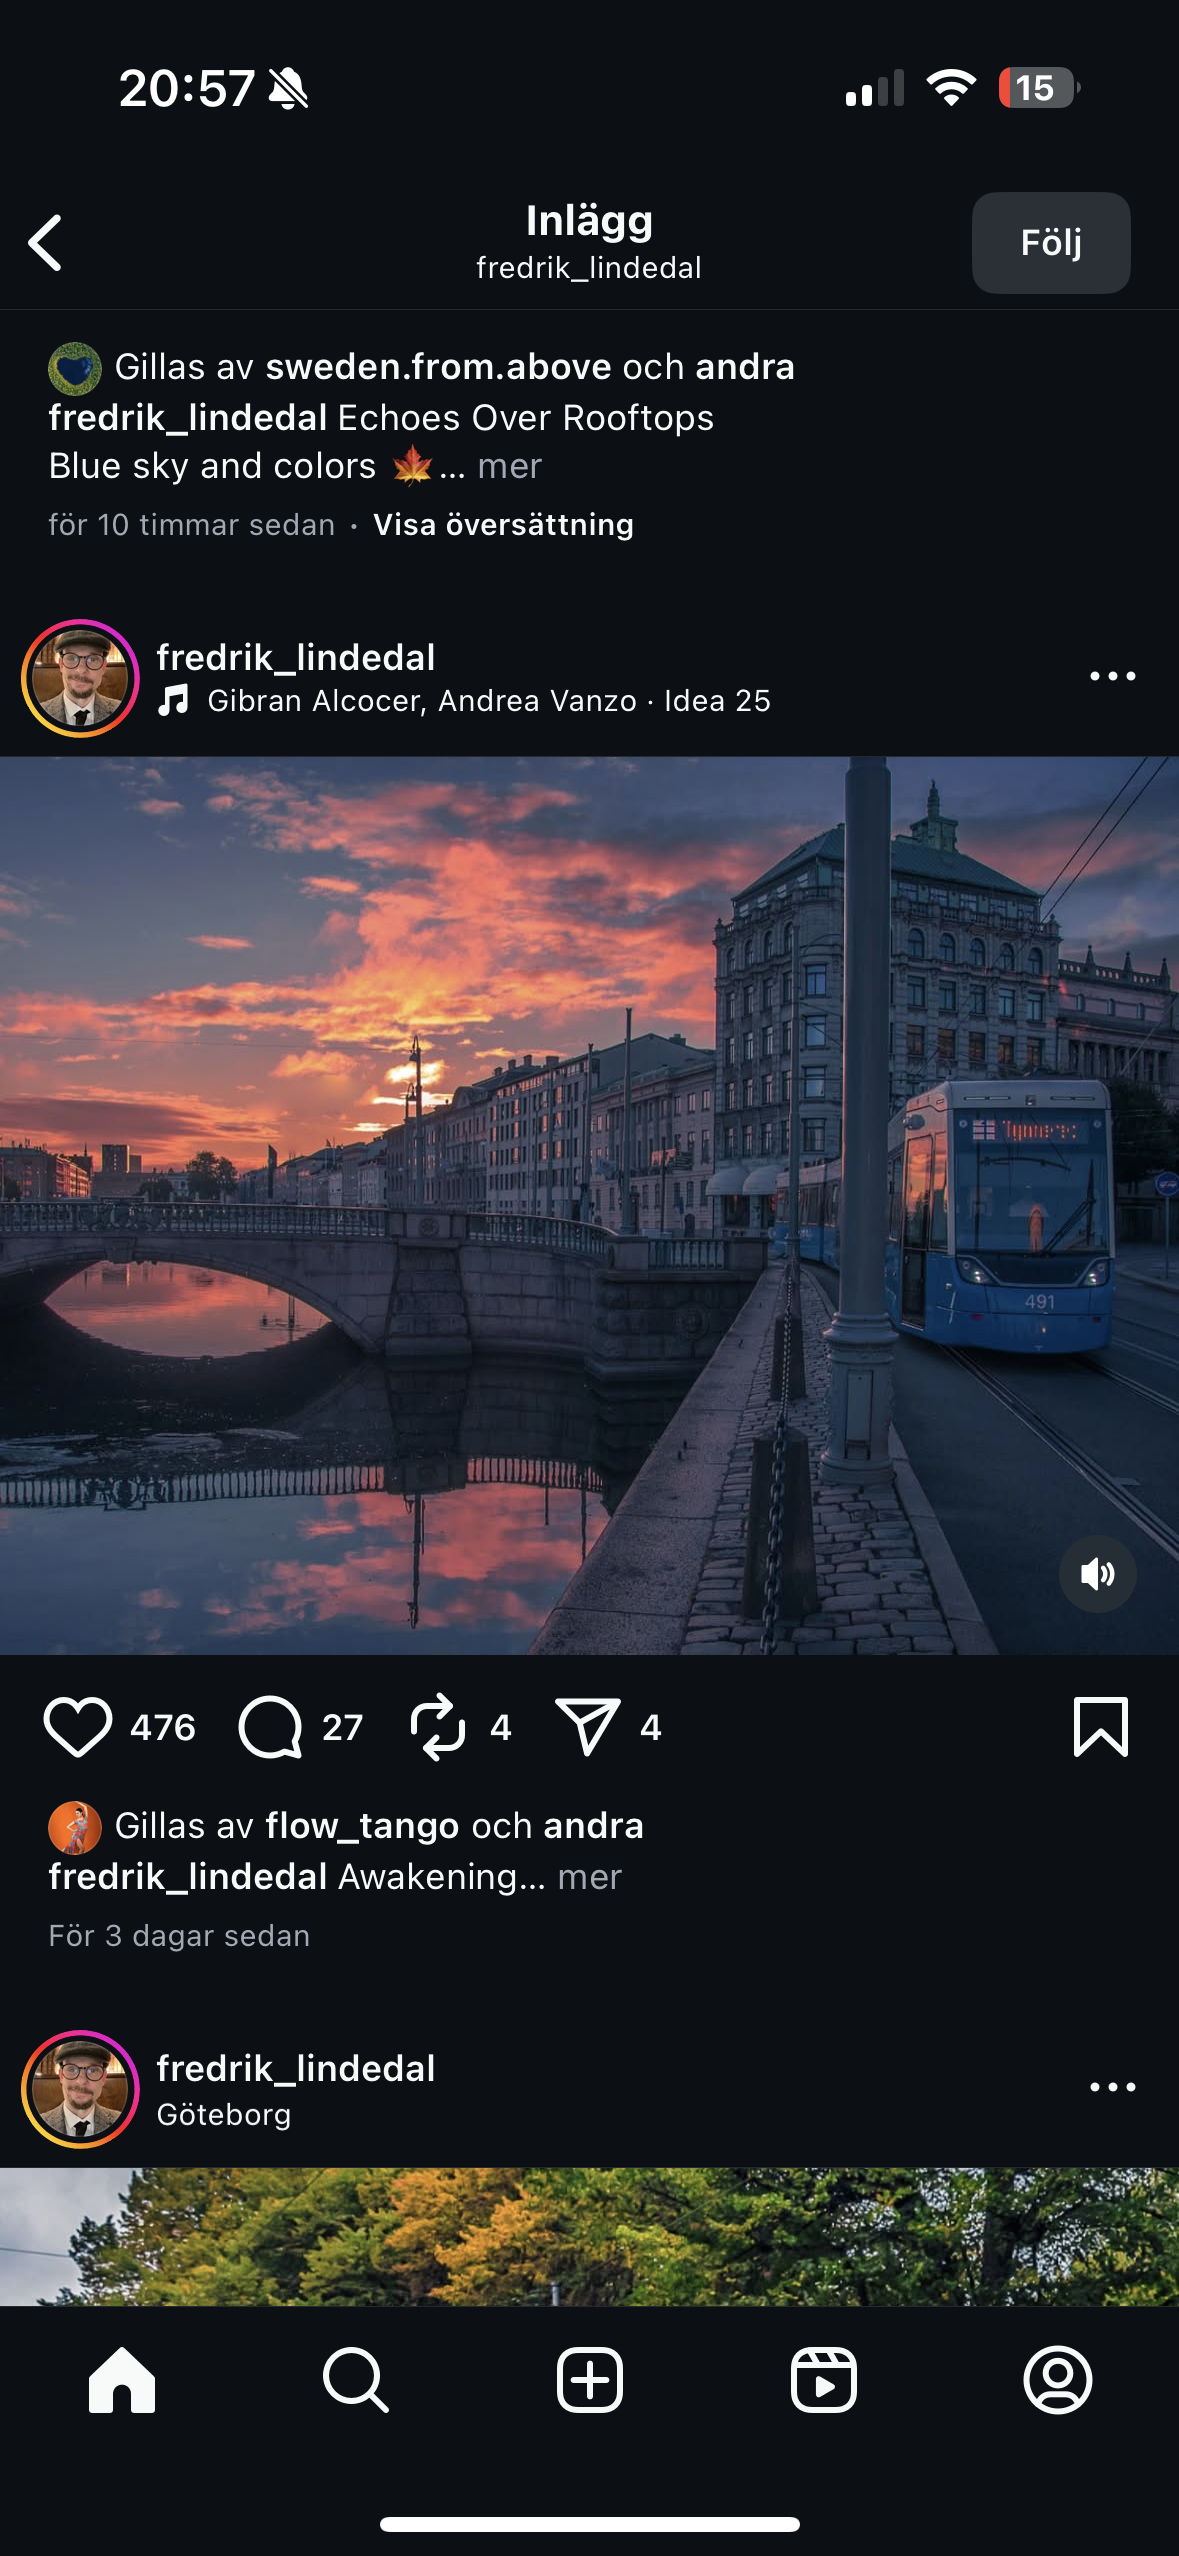 20:57
15
Inlägg
fredrik_lindedal
Följ
Gillas av sweden.from.above och andra
fredrik_lindedal Echoes Over Rooftops
Blue sky and colors 🍁... mer
för 10 timmar sedan · Visa översättning
fredrik_lindedal
Gibran Alcocer, Andrea Vanzo · Idea 25
491
476
27
4
4
Gillas av flow_tango och andra
fredrik_lindedal Awakening... mer
För 3 dagar sedan
fredrik_lindedal
Göteborg